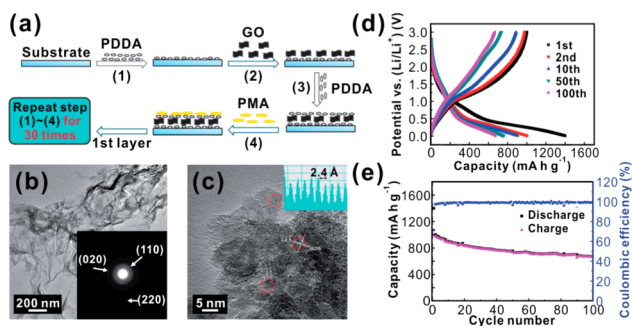 (a)
Substrate
PDDA
(1)
GO
(2)
(3)
PDDA
PMA
(4)
1st layer
Repeat step
(1)~(4) for
30 times
(b)
(020)
(110)
(220)
200 nm
(c)
2.4 Å
5 nm
(d)
Potential vs. (Li/Li+) (V)
3.0
2.5
2.0
1.5
1.0
0.5
0.0
1st
2nd
10th
50th
100th
0 400 800 1200 1600
Capacity (mA h g-1)
(e)
Capacity (mA h g-1)
1600
1200
800
400
0
Discharge
Charge
120
100
80
60
40
20
0
Coulombic efficiency (%)
0 20 40 60 80 100
Cycle number